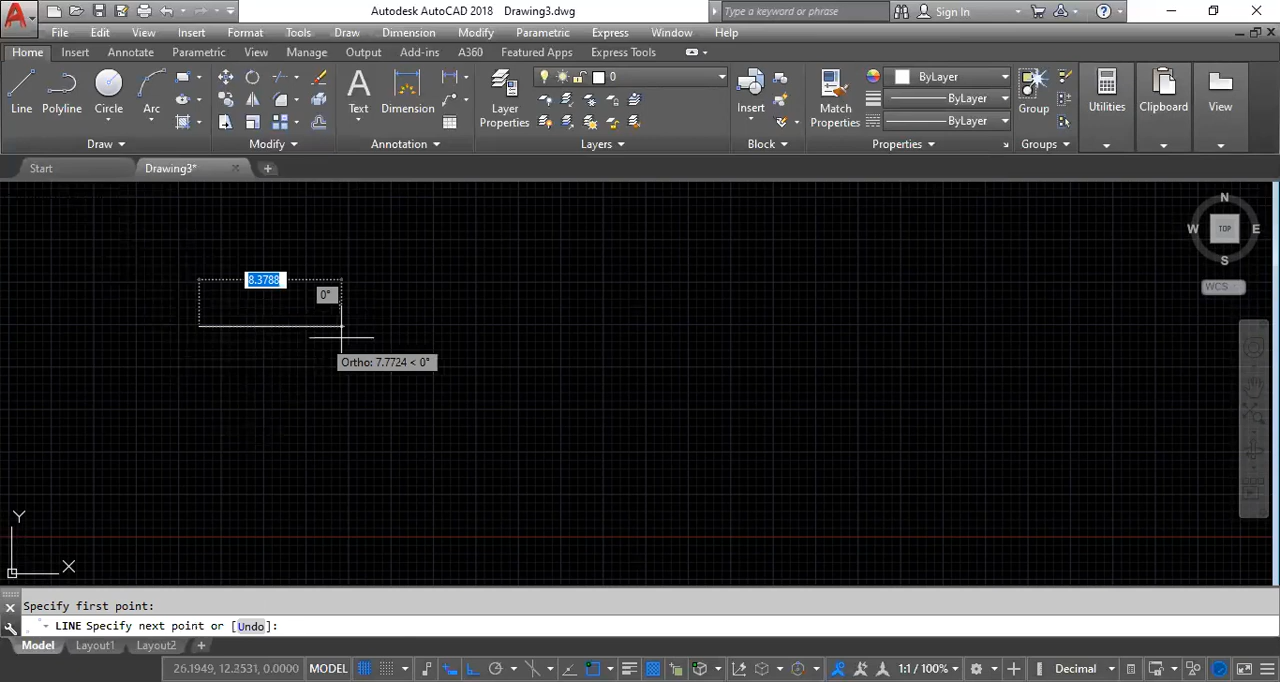 Autodesk AutoCAD 2018 Drawing3.dwg
Type a keyword or phrase
Sign In
File Edit View Insert Format Tools Draw Dimension Modify Parametric Express Window Help
Home Insert Annotate Parametric View Manage Output Add-ins A360 Featured Apps Express Tools
Line Polyline Circle Arc
Text Dimension
Layer Properties
0
Insert
Match Properties
ByLayer
ByLayer
ByLayer
Group
Utilities
Clipboard
View
Draw Modify Annotation Layers Block Properties Groups
Start Drawing3*
N
W TOP E
S
WCS
8.3788
0°
Ortho: 7.7724 < 0°
Y
X
Specify first point:
LINE Specify next point or [Undo]:
Model Layout1 Layout2
26.1949, 12.2531, 0.0000 MODEL 1:1 / 100% Decimal